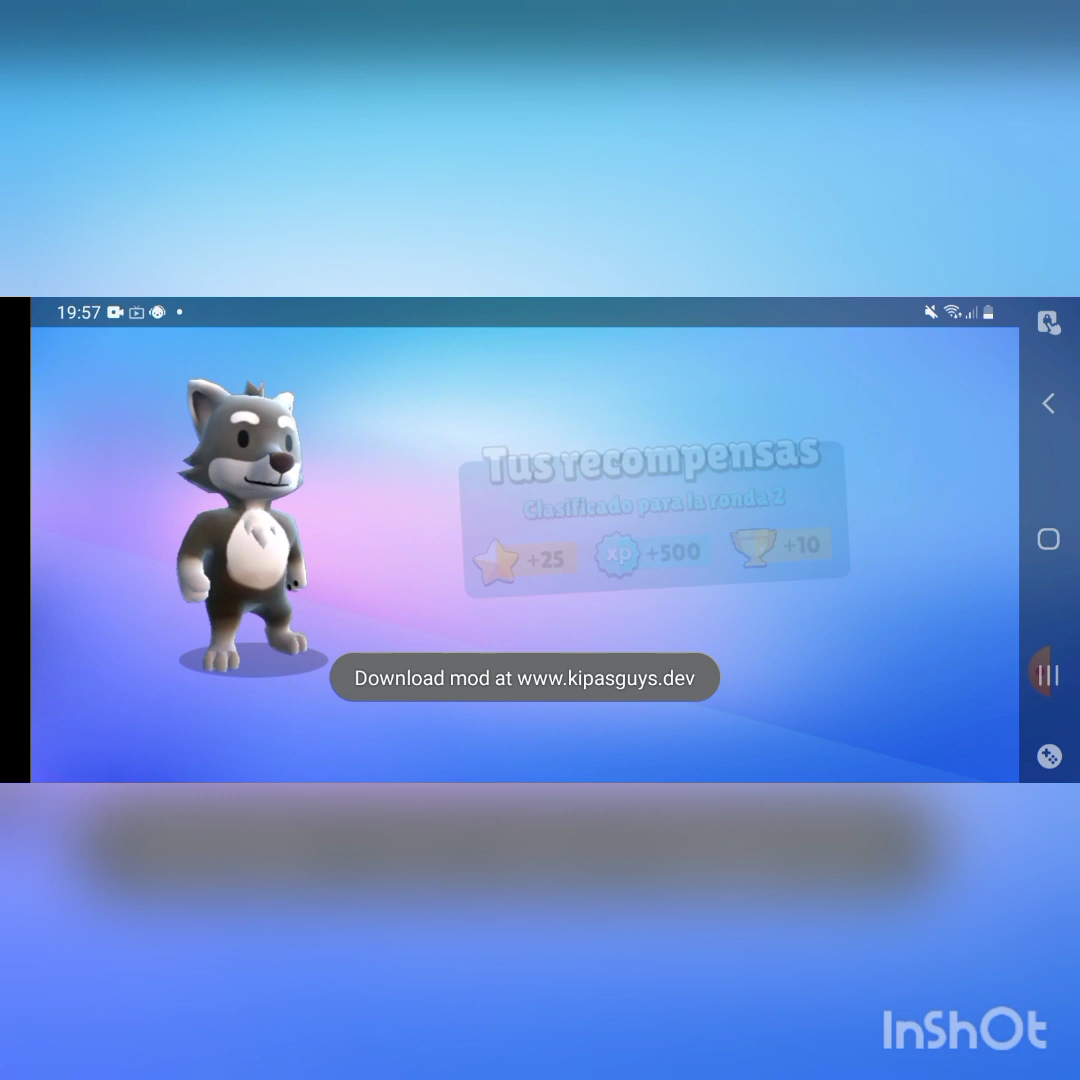 19:57
Tus recompensas
Clasificado para la ronda 2
+25 xp +500 +10
Download mod at www.kipasguys.dev
InShOt